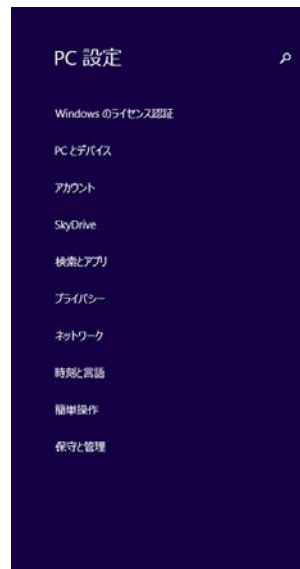 PC 設定
Windows のライセンス認証
PC とデバイス
アカウント
SkyDrive
検索とアプリ
プライバシー
ネットワーク
時刻と言語
簡単操作
保守と管理